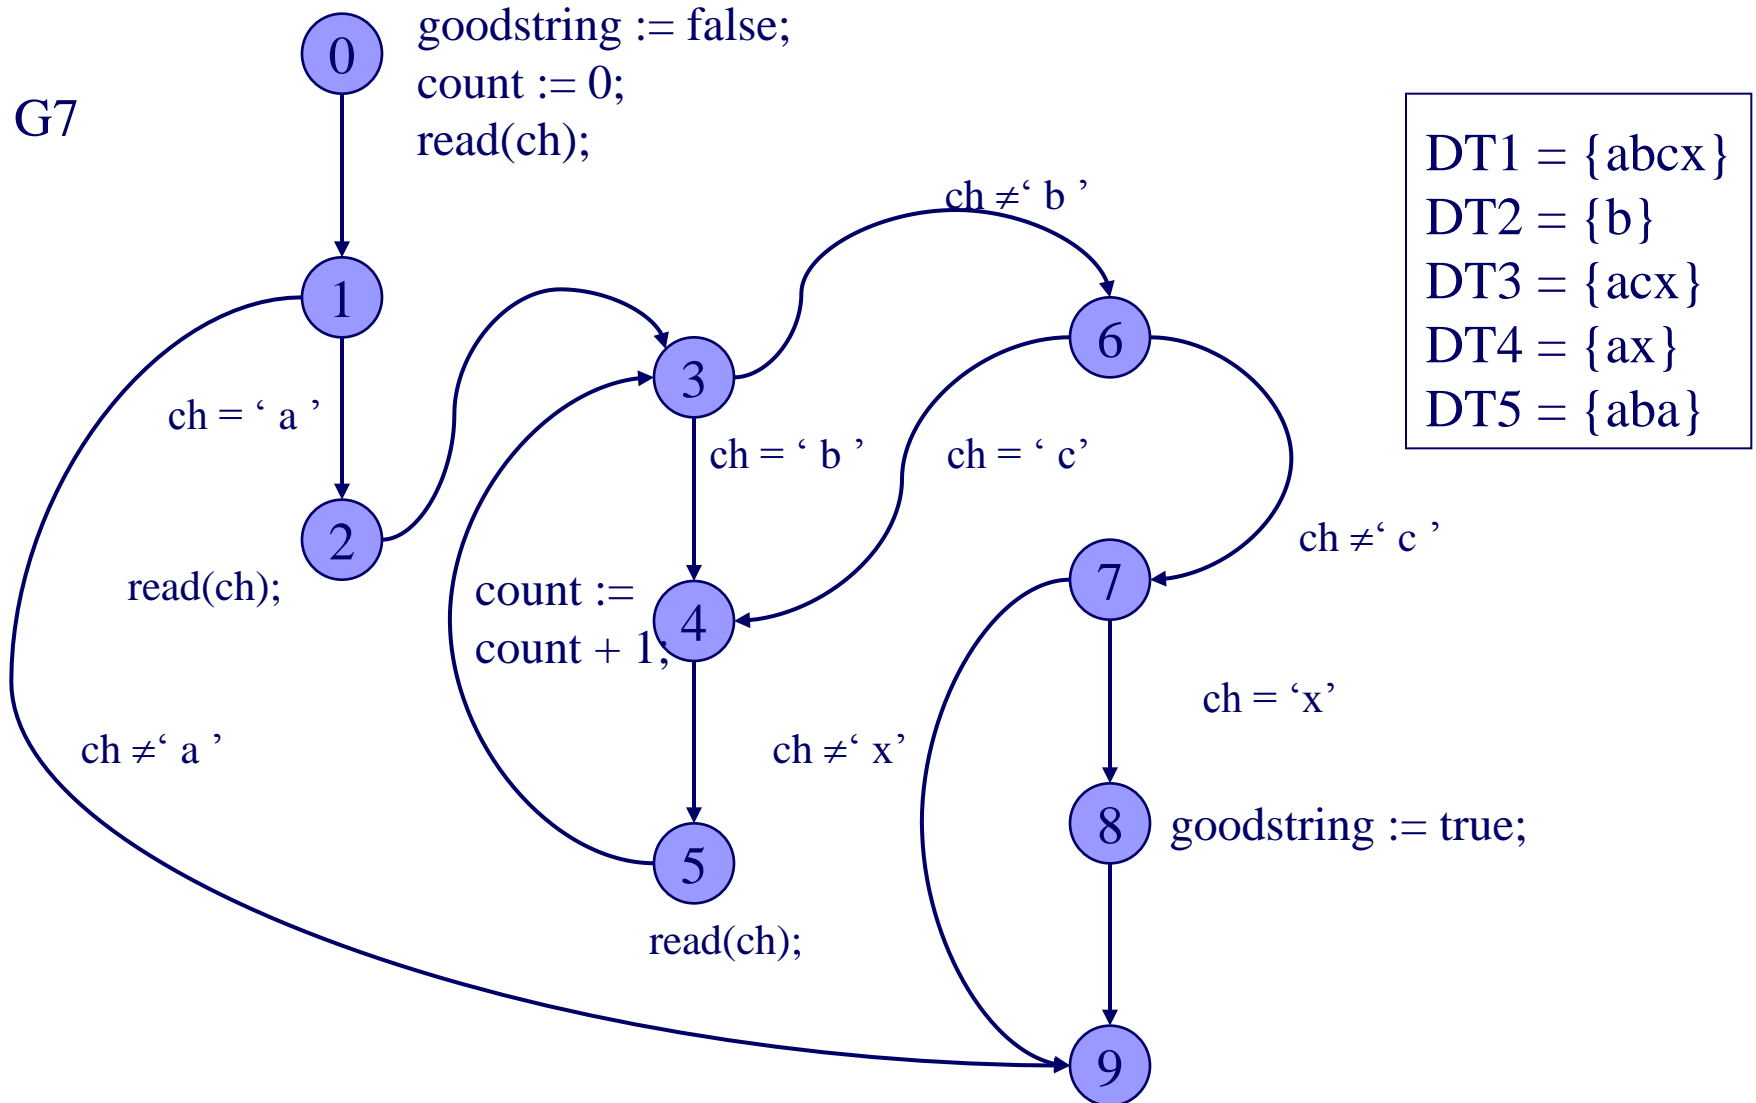 G7
0
goodstring := false;
count := 0;
read(ch);
DT1 = {abcx}
DT2 = {b}
DT3 = {acx}
DT4 = {ax}
DT5 = {aba}
ch ≠‘ b ’
1
6
3
ch = ‘ a ’
ch = ‘ b ’
ch = ‘ c’
2
ch ≠‘ c ’
read(ch);
7
count :=
count + 1;
4
ch = ‘x’
ch ≠‘ a ’
ch ≠‘ x’
8
goodstring := true;
5
read(ch);
9